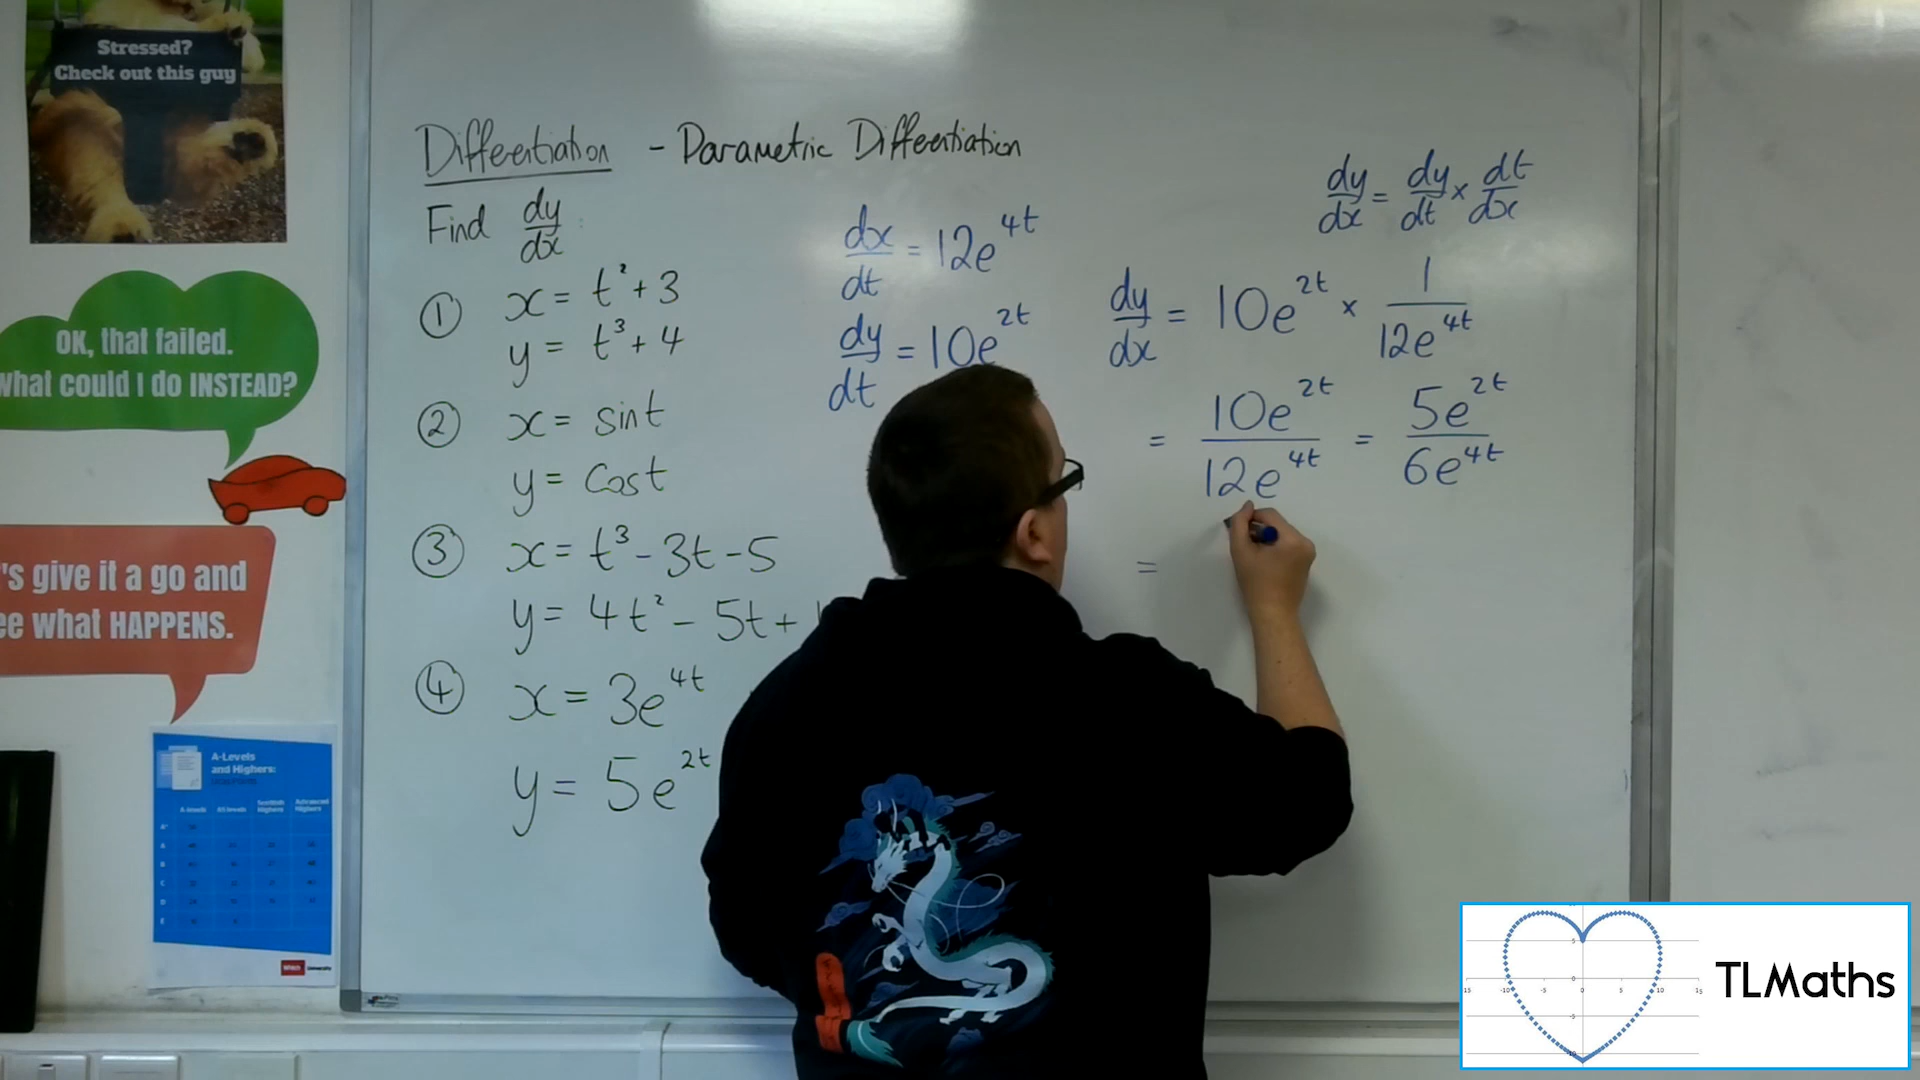 Stressed?
Check out this guy
OK, that failed.
What could I do INSTEAD?
's give it a go and
ee what HAPPENS.
A-Levels
and Highers:
Differentiation - Parametric Differentiation
Find dy/dx :
① x = t² + 3
y = t³ + 4
② x = sin t
y = cos t
③ x = t³ - 3t - 5
y = 4t² - 5t +
④ x = 3e^4t
y = 5e^2t
dx/dt = 12e^4t
dy/dt = 10e^2t
dy/dx = dy/dt × dt/dx
dy/dx = 10e^2t × 1/12e^4t
= 10e^2t/12e^4t = 5e^2t/6e^4t
=
TLMaths